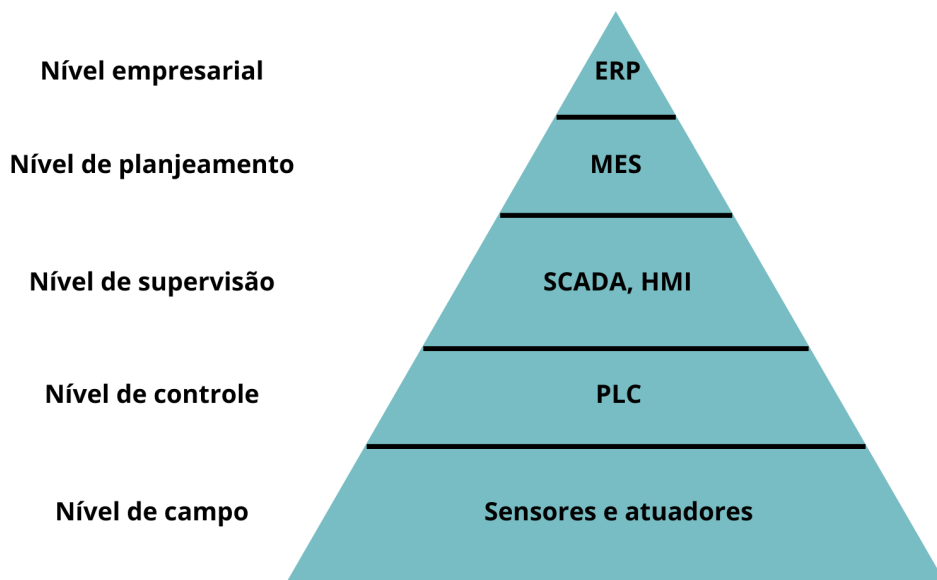 Nível empresarial
ERP
Nível de planjeamento
MES
Nível de supervisão
SCADA, HMI
Nível de controle
PLC
Nível de campo
Sensores e atuadores